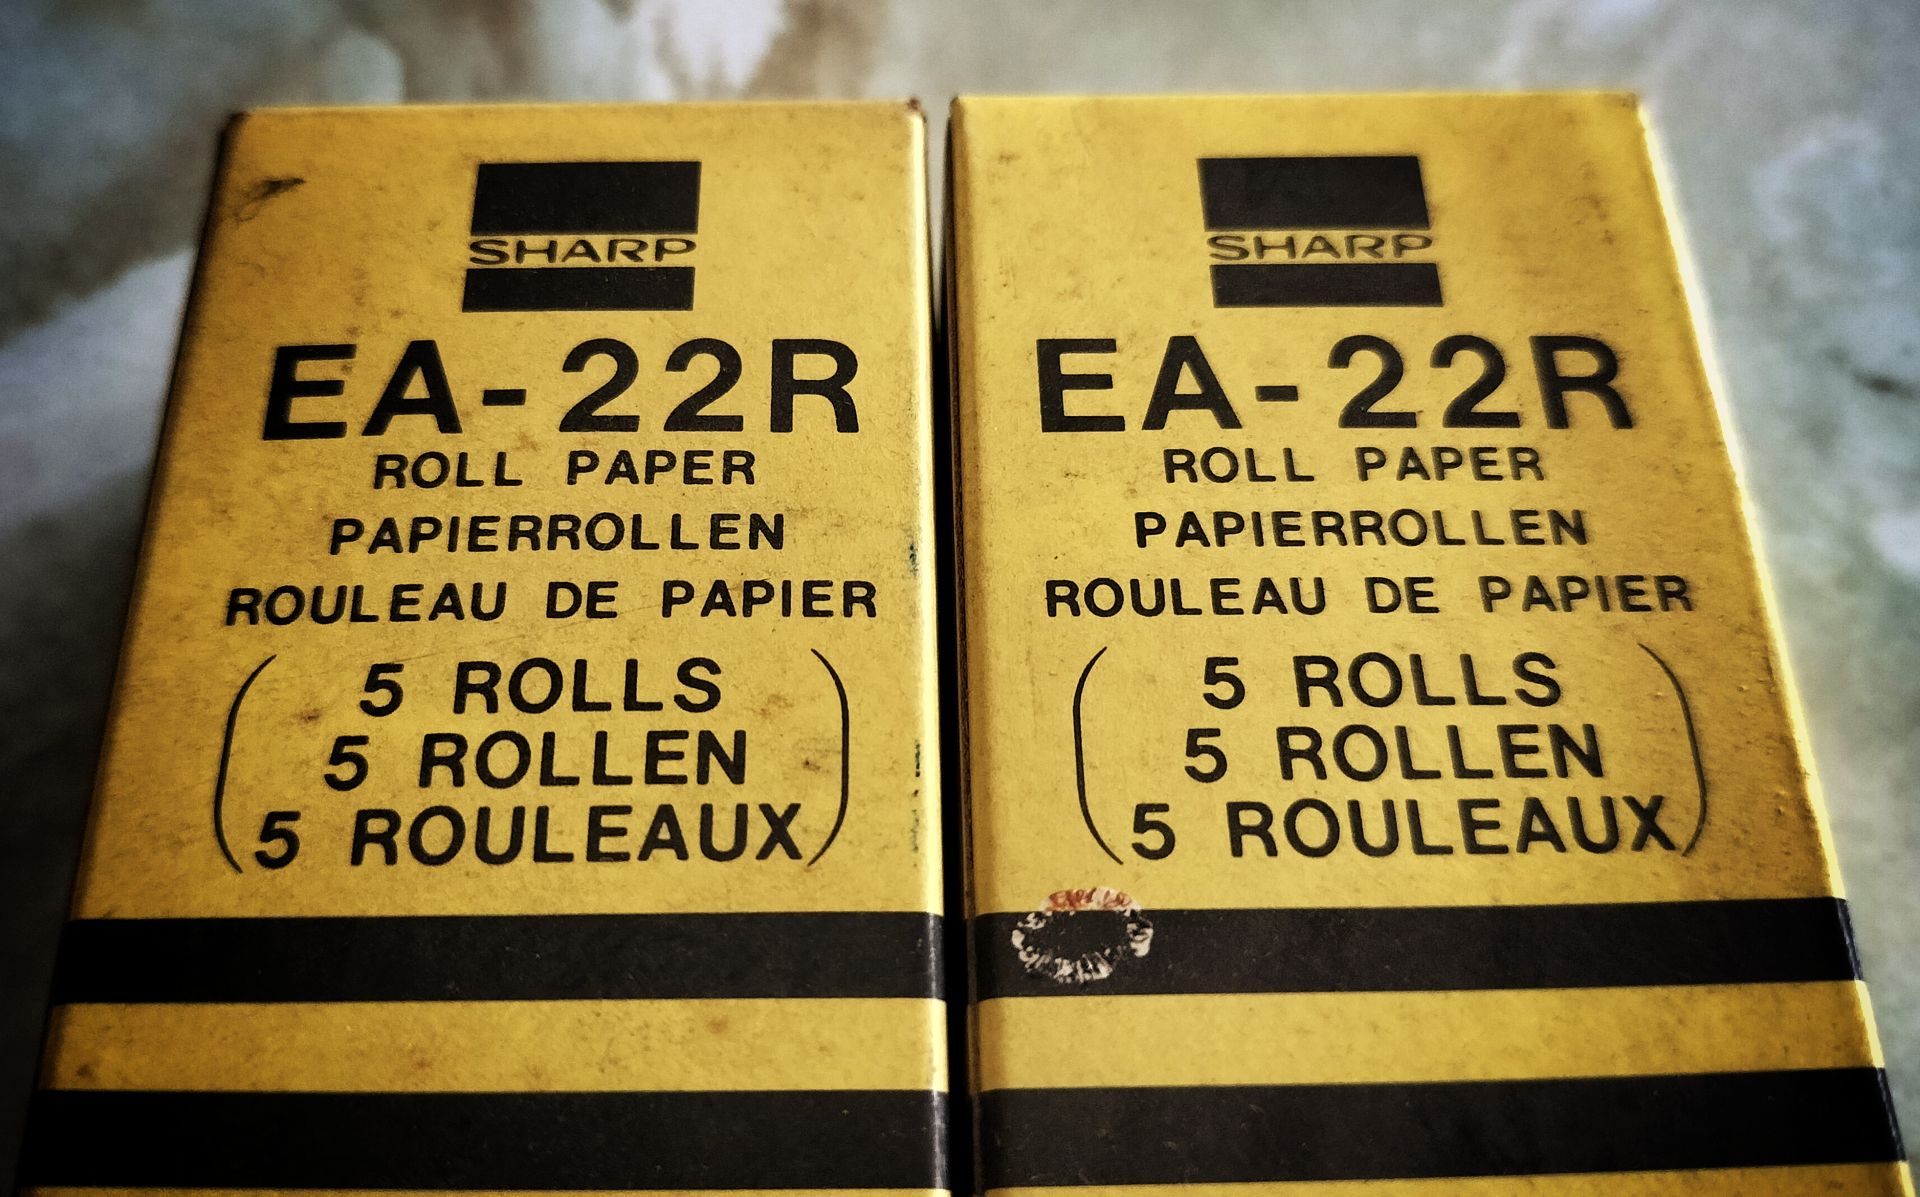 SHARP
EA-22R
ROLL PAPER
PAPIERROLLEN
ROULEAU DE PAPIER
(5 ROLLS
5 ROLLEN
5 ROULEAUX)
SHARP
EA-22R
ROLL PAPER
PAPIERROLLEN
ROULEAU DE PAPIER
(5 ROLLS
5 ROLLEN
5 ROULEAUX)